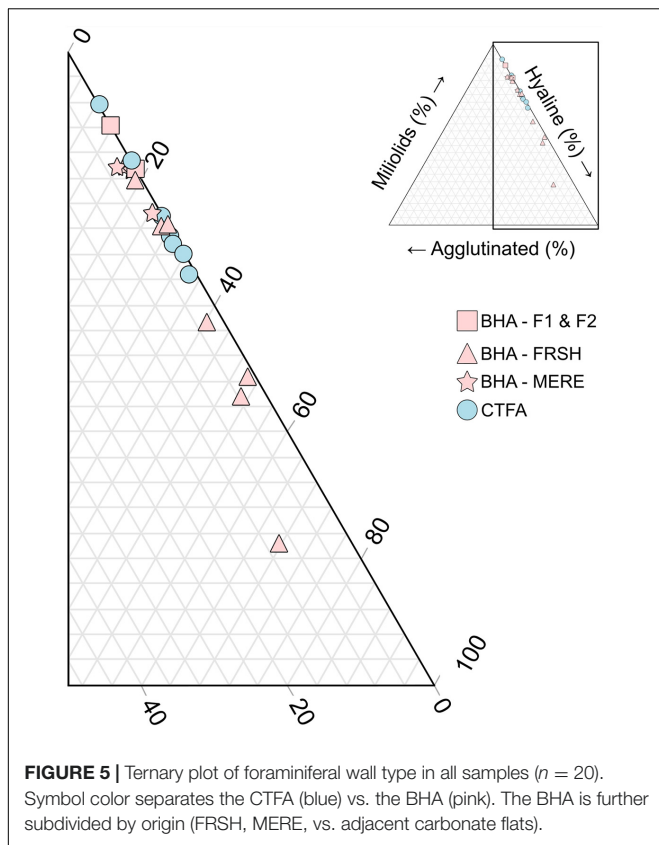 0
20
40
60
80
100
40
20
0
Miliolids (%) →
Hyaline (%) →
← Agglutinated (%)
BHA - F1 & F2
BHA - FRSH
BHA - MERE
CTFA
FIGURE 5 | Ternary plot of foraminiferal wall type in all samples (n = 20).
Symbol color separates the CTFA (blue) vs. the BHA (pink). The BHA is further
subdivided by origin (FRSH, MERE, vs. adjacent carbonate flats).